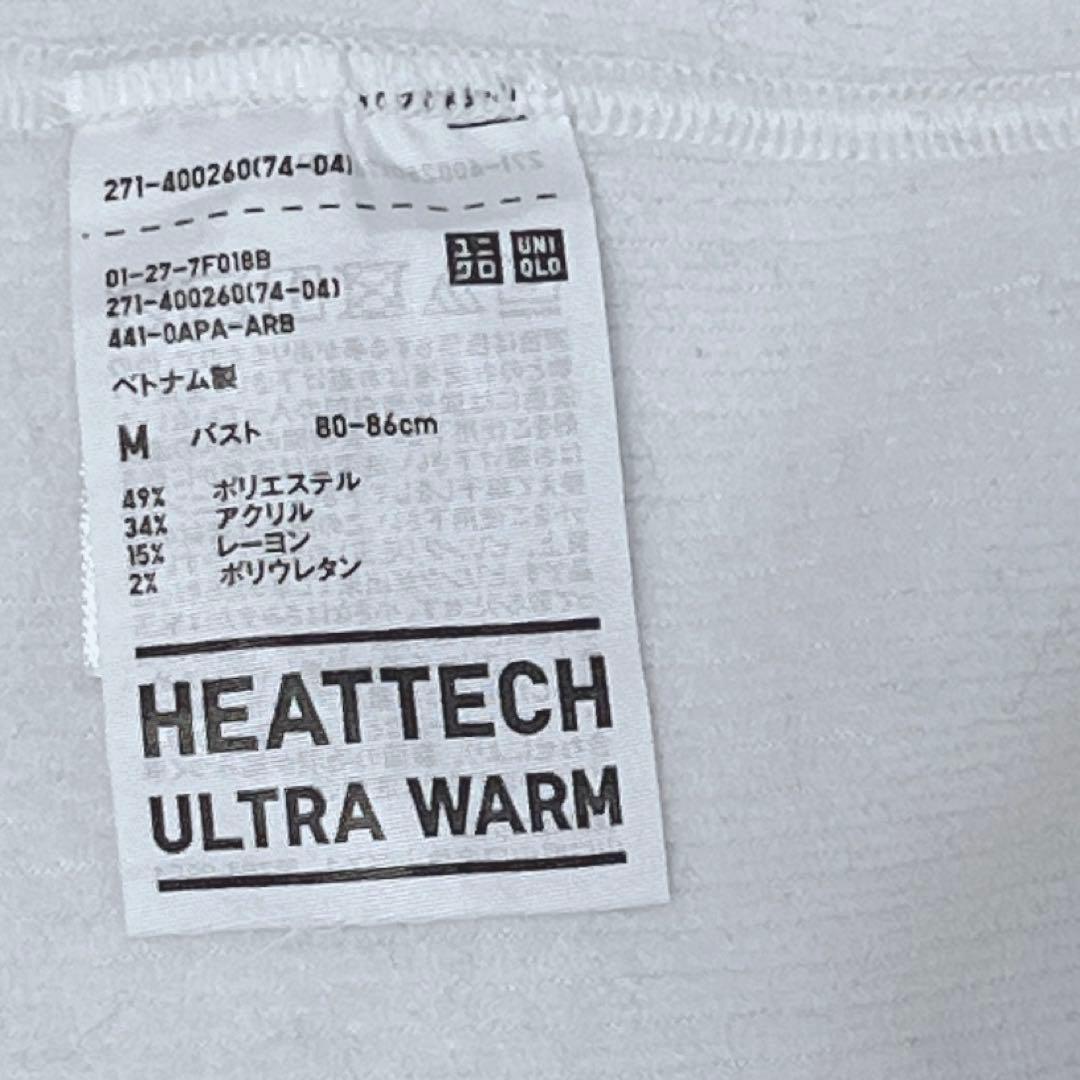 271-400260(74-04)
ユニクロ UNIQLO
01-27-7F018B
271-400260(74-04)
441-0APA-ARB
ベトナム製
M バスト 80-86cm
49% ポリエステル
34% アクリル
15% レーヨン
2% ポリウレタン
HEATTECH
ULTRA WARM